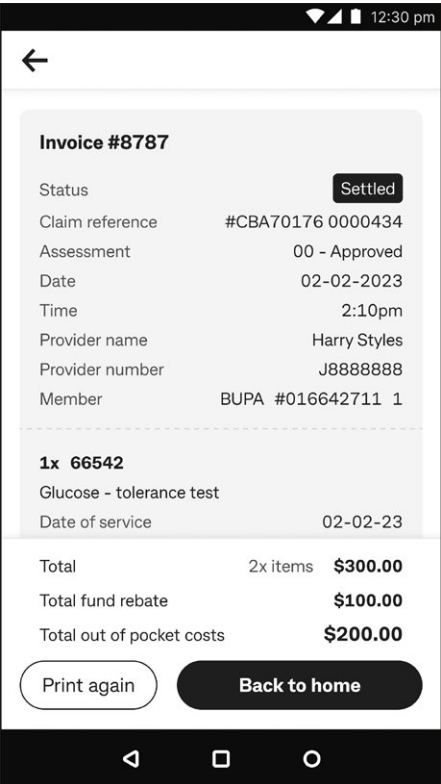 12:30 pm
Invoice #8787
Status Settled
Claim reference #CBA70176 0000434
Assessment 00 - Approved
Date 02-02-2023
Time 2:10pm
Provider name Harry Styles
Provider number J8888888
Member BUPA #016642711 1
1x 66542
Glucose - tolerance test
Date of service 02-02-23
Total 2x items $300.00
Total fund rebate $100.00
Total out of pocket costs $200.00
Print again Back to home